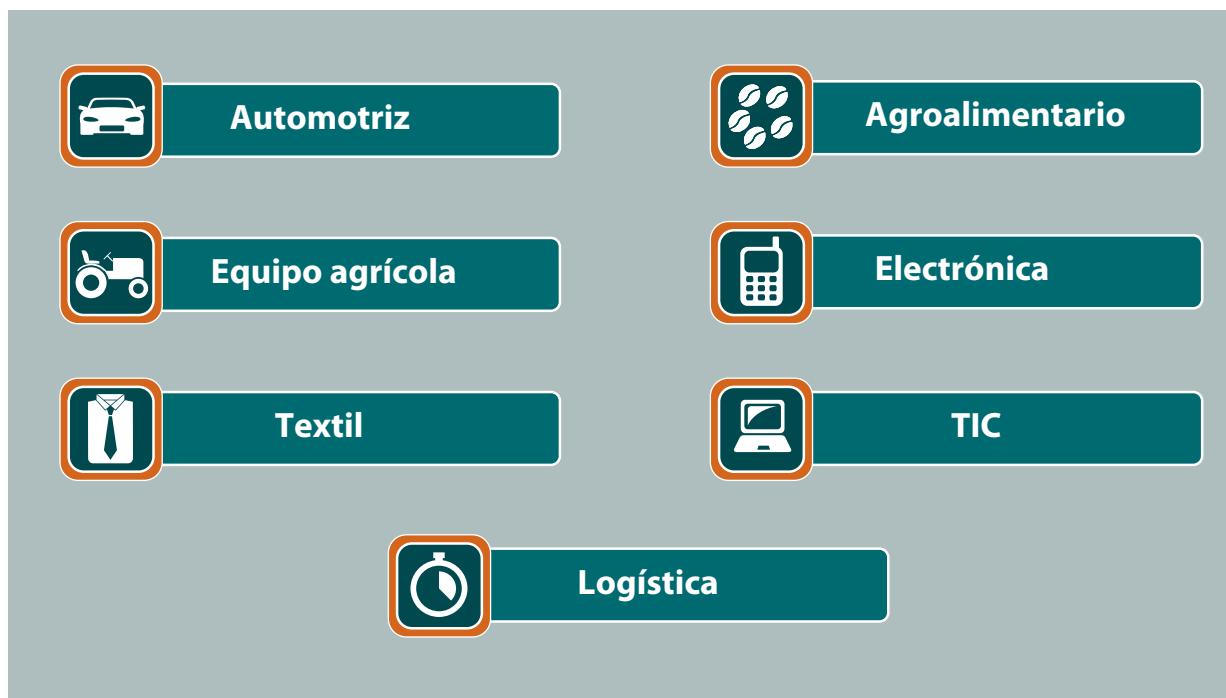 Automotriz
Agroalimentario
Equipo agrícola
Electrónica
Textil
TIC
Logística